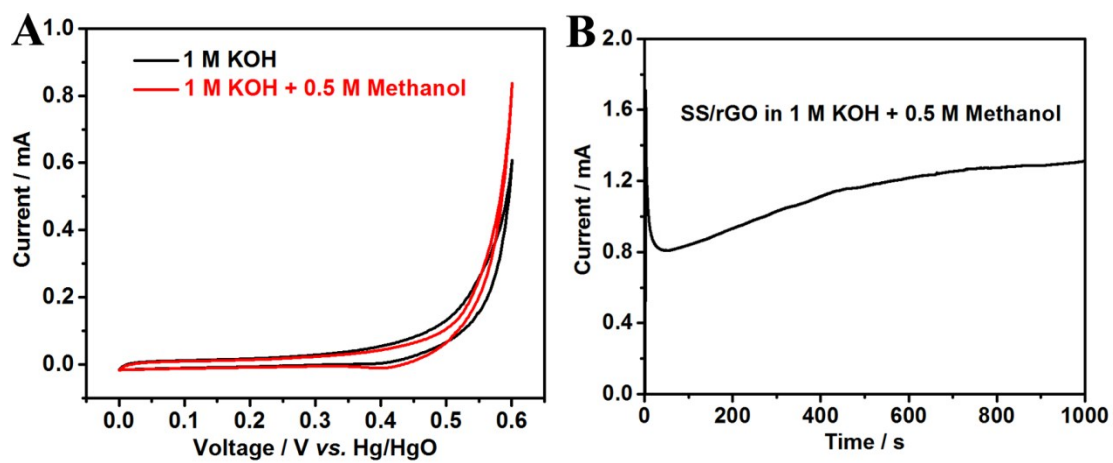 A
1 M KOH
1 M KOH + 0.5 M Methanol
Current / mA
1.0
0.8
0.6
0.4
0.2
0.0
0.0 0.1 0.2 0.3 0.4 0.5 0.6
Voltage / V vs. Hg/HgO
B
SS/rGO in 1 M KOH + 0.5 M Methanol
Current / mA
2.0
1.6
1.2
0.8
0.4
0.0
0 200 400 600 800 1000
Time / s